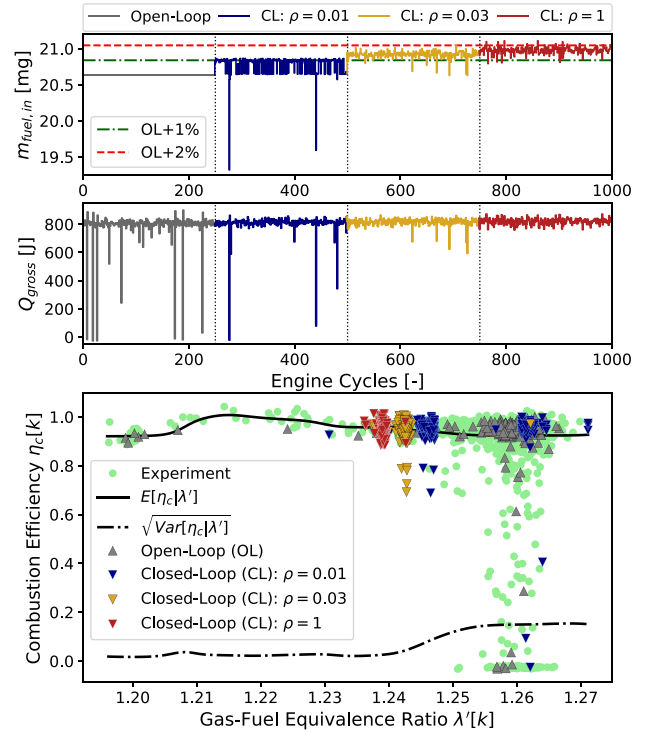 Open-Loop CL: ρ = 0.01 CL: ρ = 0.03 CL: ρ = 1
m_{fuel, in} [mg]
21.0
20.5
20.0
19.5
OL+1%
OL+2%
0 200 400 600 800 1000
Q_{gross} [J]
800
600
400
200
0
0 200 400 600 800 1000
Engine Cycles [-]
Combustion Efficiency η_c[k]
1.0
0.8
0.6
0.4
0.2
0.0
Experiment
E[η_c|λ′]
√Var[η_c|λ′]
Open-Loop (OL)
Closed-Loop (CL): ρ = 0.01
Closed-Loop (CL): ρ = 0.03
Closed-Loop (CL): ρ = 1
1.20 1.21 1.22 1.23 1.24 1.25 1.26 1.27
Gas-Fuel Equivalence Ratio λ′[k]